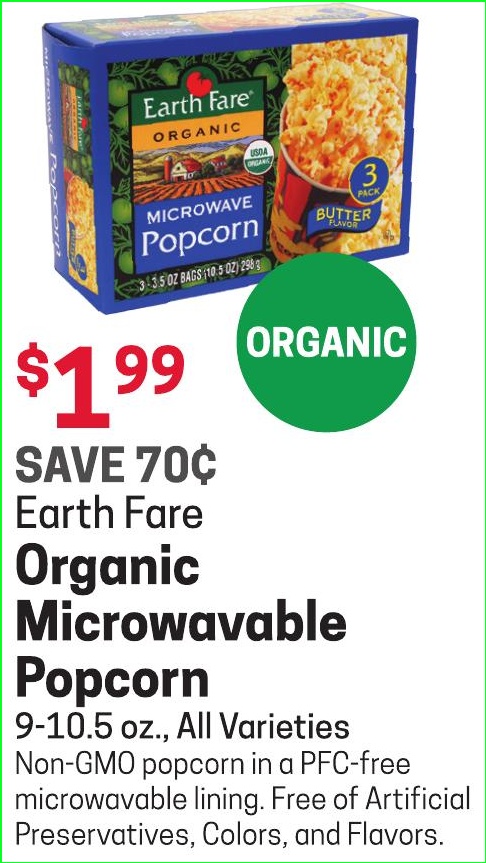 Earth Fare®
ORGANIC
USDA
ORGANIC
MICROWAVE
Popcorn
3 - 3.5 OZ BAGS (10.5 OZ) 298g
MICROWAVE Popcorn
3
PACK
BUTTER
FLAVOR
ORGANIC
$1.99
SAVE 70¢
Earth Fare
Organic
Microwavable
Popcorn
9-10.5 oz., All Varieties
Non-GMO popcorn in a PFC-free
microwavable lining. Free of Artificial
Preservatives, Colors, and Flavors.